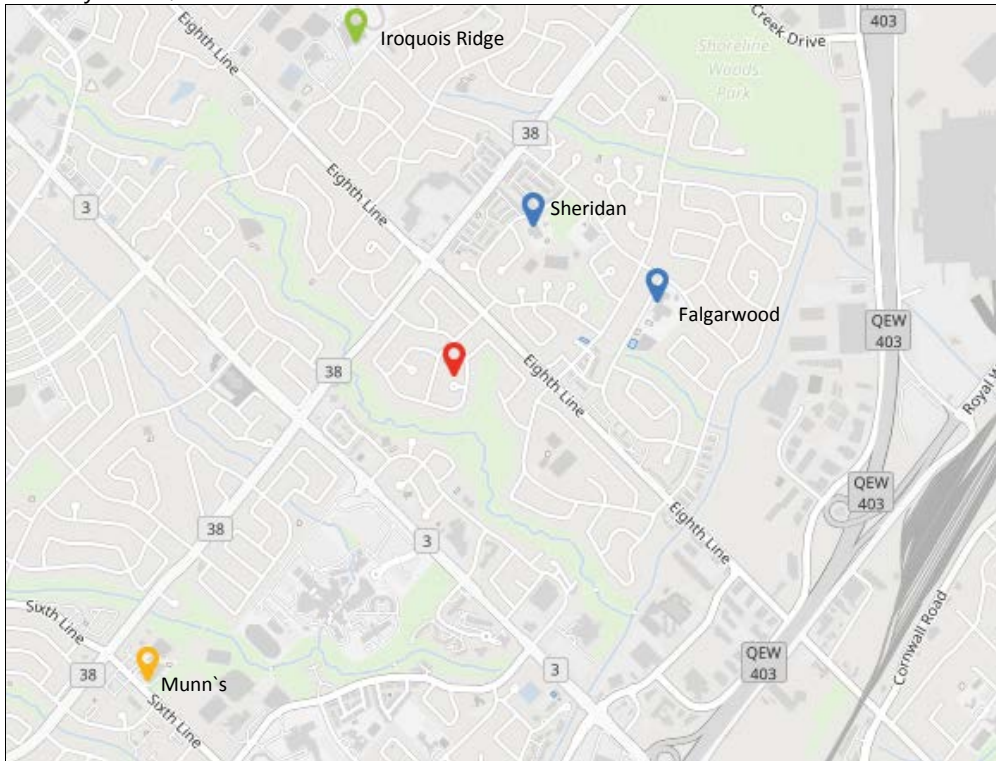 Eighth Line
Iroquois Ridge
Creek Drive
403
Shoreline
Woods
Park
38
Eighth Line
3
Sheridan
Falgarwood
QEW
403
38
Eighth Line
Royal W
QEW
403
38
3
Eighth Line
Sixth Line
Cornwall Road
38
Munn`s
Sixth Line
3
QEW
403